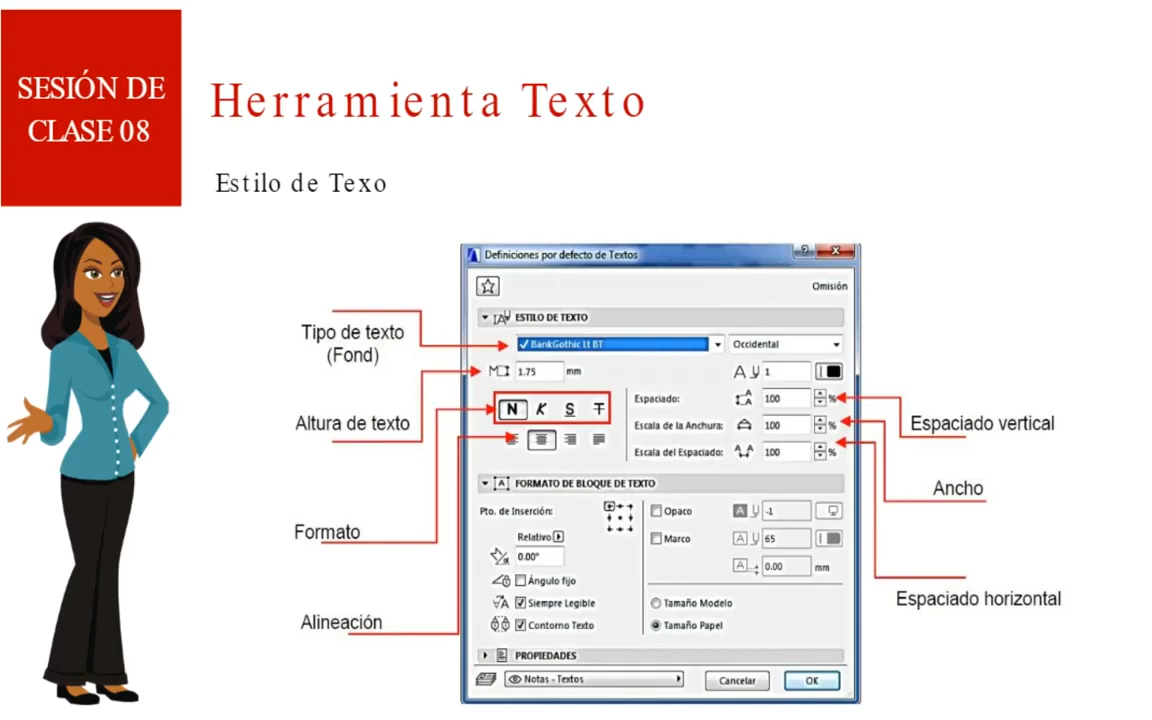 SESIÓN DE
CLASE 08
Herramienta Texto
Estilo de Texo
Tipo de texto
(Fond)
Altura de texto
Formato
Alineación
Definiciones por defecto de Textos
Omisión
ESTILO DE TEXTO
BankGothic Lt BT
Occidental
1.75 mm
1
N K S T
Espaciado: 100 %
Escala de la Anchura: 100 %
Escala del Espaciado: 100 %
FORMATO DE BLOQUE DE TEXTO
Pto. de Inserción:
Relativo
0.00°
Ángulo fijo
Siempre Legible
Contorno Texto
Opaco -1
Marco 65
0.00 mm
Tamaño Modelo
Tamaño Papel
PROPIEDADES
Notas - Textos
Cancelar
OK
Espaciado vertical
Ancho
Espaciado horizontal